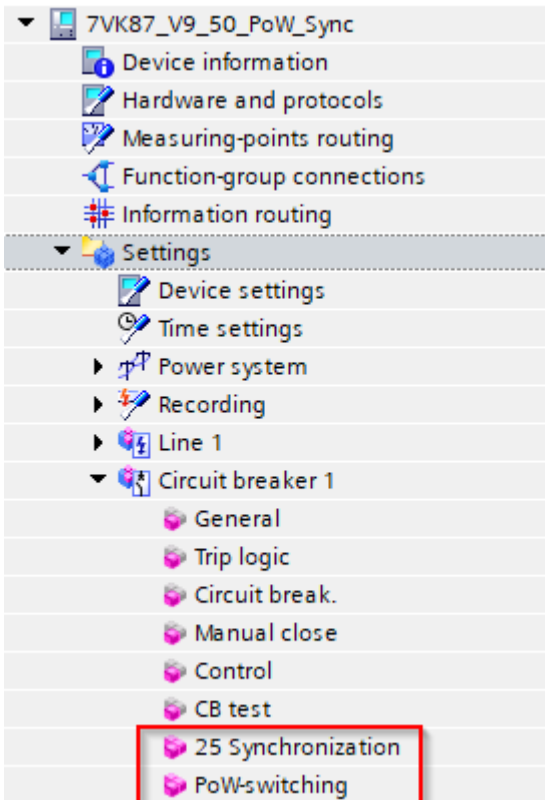 7VK87_V9_50_PoW_Sync
Device information
Hardware and protocols
Measuring-points routing
Function-group connections
Information routing
Settings
Device settings
Time settings
Power system
Recording
Line 1
Circuit breaker 1
General
Trip logic
Circuit break.
Manual close
Control
CB test
25 Synchronization
PoW-switching